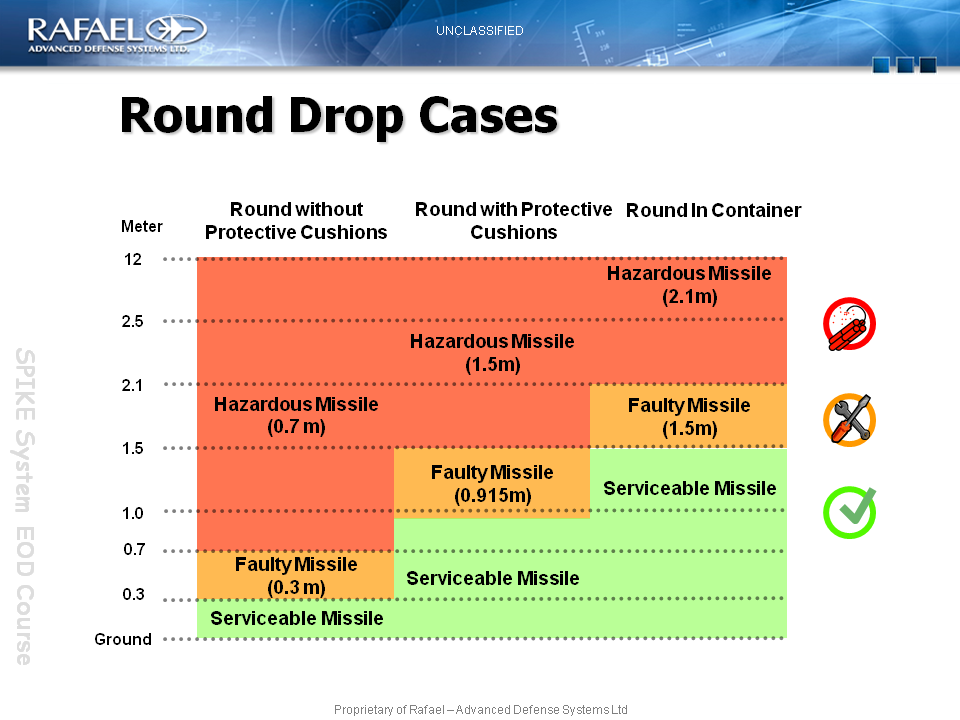 RAFAEL
ADVANCED DEFENSE SYSTEMS LTD.
UNCLASSIFIED
Round Drop Cases
Meter
Round without
Protective Cushions
Round with Protective
Cushions
Round In Container
12
2.5
2.1
1.5
1.0
0.7
0.3
Ground
Hazardous Missile
(2.1m)
Hazardous Missile
(1.5m)
Hazardous Missile
(0.7 m)
Faulty Missile
(1.5m)
Faulty Missile
(0.915m)
Serviceable Missile
Faulty Missile
(0.3 m)
Serviceable Missile
Serviceable Missile
SPIKE System EOD Course
Proprietary of Rafael – Advanced Defense Systems Ltd